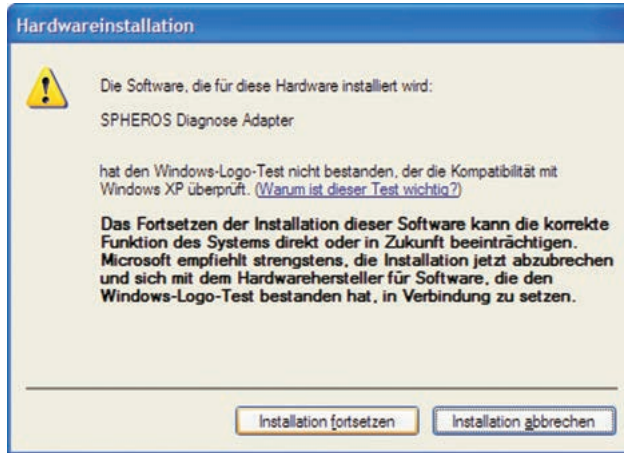 Hardwareinstallation
Die Software, die für diese Hardware installiert wird:
SPHEROS Diagnose Adapter
hat den Windows-Logo-Test nicht bestanden, der die Kompatibilität mit
Windows XP überprüft. (Warum ist dieser Test wichtig?)
Das Fortsetzen der Installation dieser Software kann die korrekte
Funktion des Systems direkt oder in Zukunft beeinträchtigen.
Microsoft empfiehlt strengstens, die Installation jetzt abzubrechen
und sich mit dem Hardwarehersteller für Software, die den
Windows-Logo-Test bestanden hat, in Verbindung zu setzen.
Installation fortsetzen Installation abbrechen